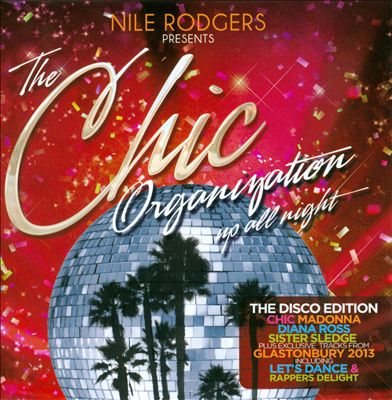 NILE RODGERS
PRESENTS
The
Chic
Organization
up all night
THE DISCO EDITION
CHIC MADONNA
DIANA ROSS
SISTER SLEDGE
PLUS EXCLUSIVE TRACKS FROM
GLASTONBURY 2013
INCLUDING
LET'S DANCE &
RAPPERS DELIGHT